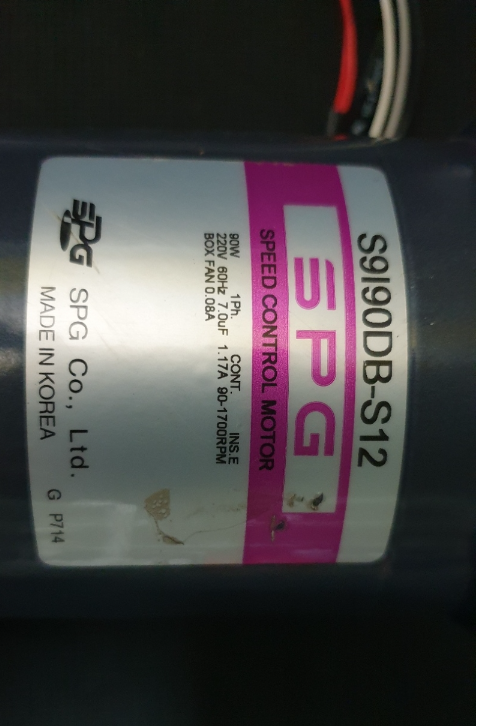 S9I90DB-S12
SPG
SPEED CONTROL MOTOR
90W 1Ph. CONT. INS.E
220V 60Hz 7.0uF 1.17A 90-1700RPM
BOX FAN 0.08A
SPG SPG Co., Ltd.
MADE IN KOREA G P714